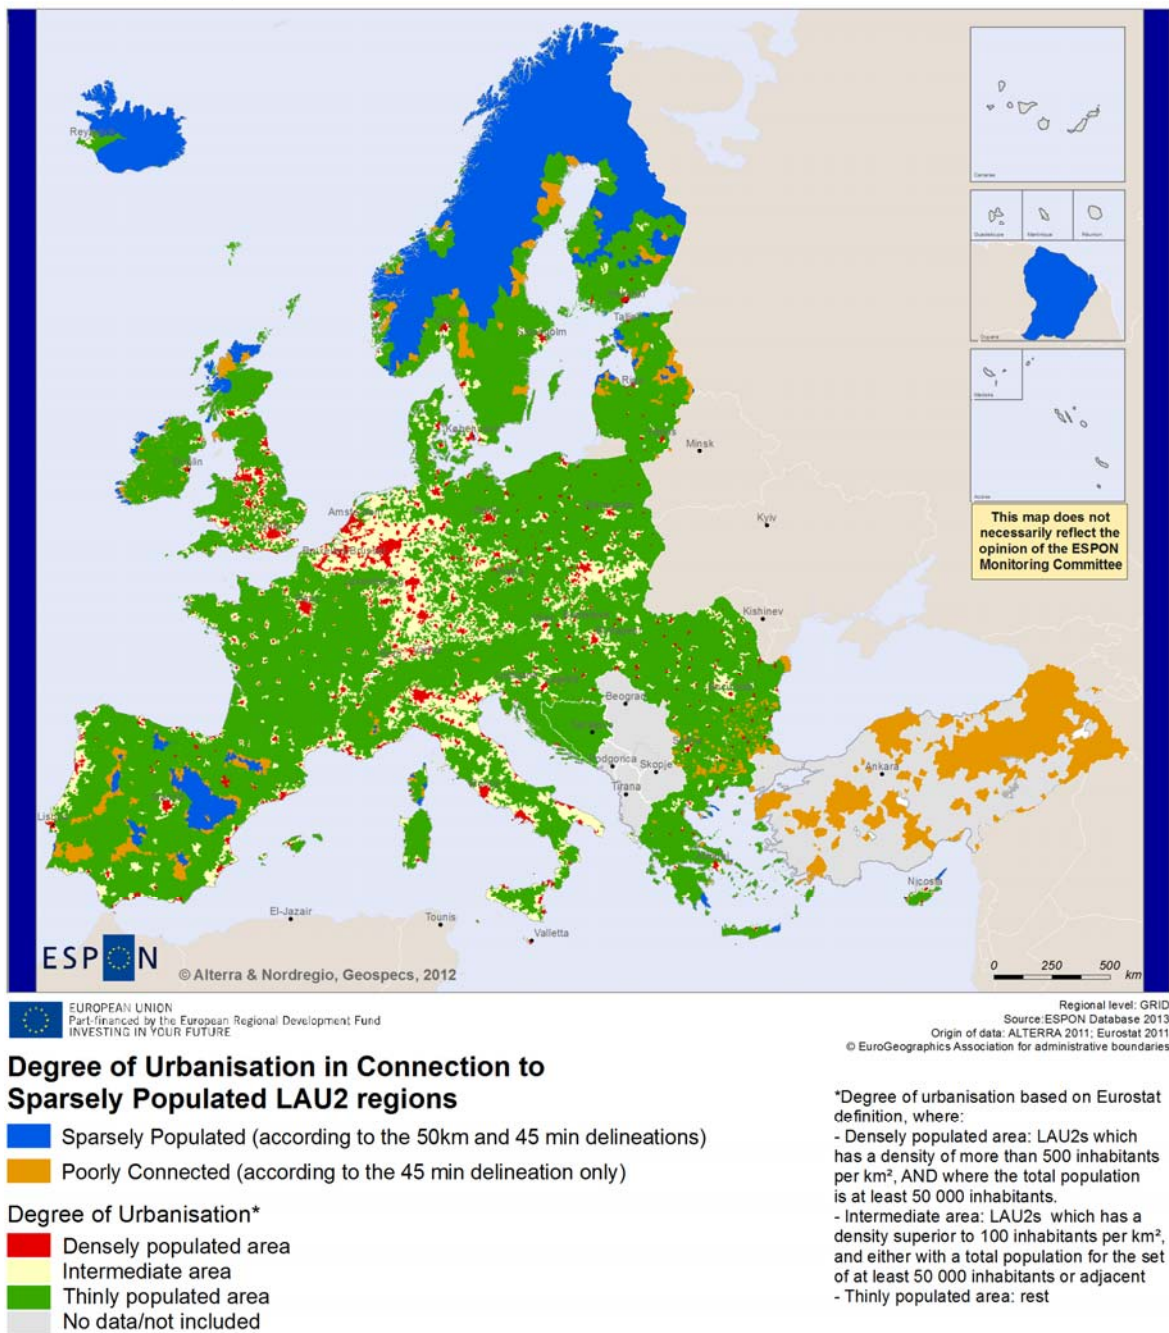 Canaries
Guadeloupe
Martinique
Réunion
Guyane
Madeira
Açores
This map does not
necessarily reflect the
opinion of the ESPON
Monitoring Committee
Minsk
Kyiv
Kishinev
Beograd
Podgorica
Skopje
Tirana
Ankara
Nicosia
El-Jazair
Tounis
Valletta
ESPON
© Alterra & Nordregio, Geospecs, 2012
0 250 500 km
EUROPEAN UNION
Part-financed by the European Regional Development Fund
INVESTING IN YOUR FUTURE
Regional level: GRID
Source:ESPON Database 2013
Origin of data: ALTERRA 2011; Eurostat 2011
© EuroGeographics Association for administrative boundaries
Degree of Urbanisation in Connection to
Sparsely Populated LAU2 regions
Sparsely Populated (according to the 50km and 45 min delineations)
Poorly Connected (according to the 45 min delineation only)
Degree of Urbanisation*
Densely populated area
Intermediate area
Thinly populated area
No data/not included
*Degree of urbanisation based on Eurostat
definition, where:
- Densely populated area: LAU2s which
has a density of more than 500 inhabitants
per km², AND where the total population
is at least 50 000 inhabitants.
- Intermediate area: LAU2s which has a
density superior to 100 inhabitants per km²,
and either with a total population for the set
of at least 50 000 inhabitants or adjacent
- Thinly populated area: rest